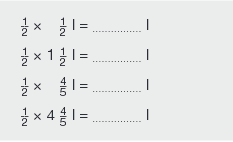 ½ × ½ l = ............... l
½ × 1 ½ l = ............... l
½ × ⅘ l = ............... l
½ × 4 ⅘ l = ............... l